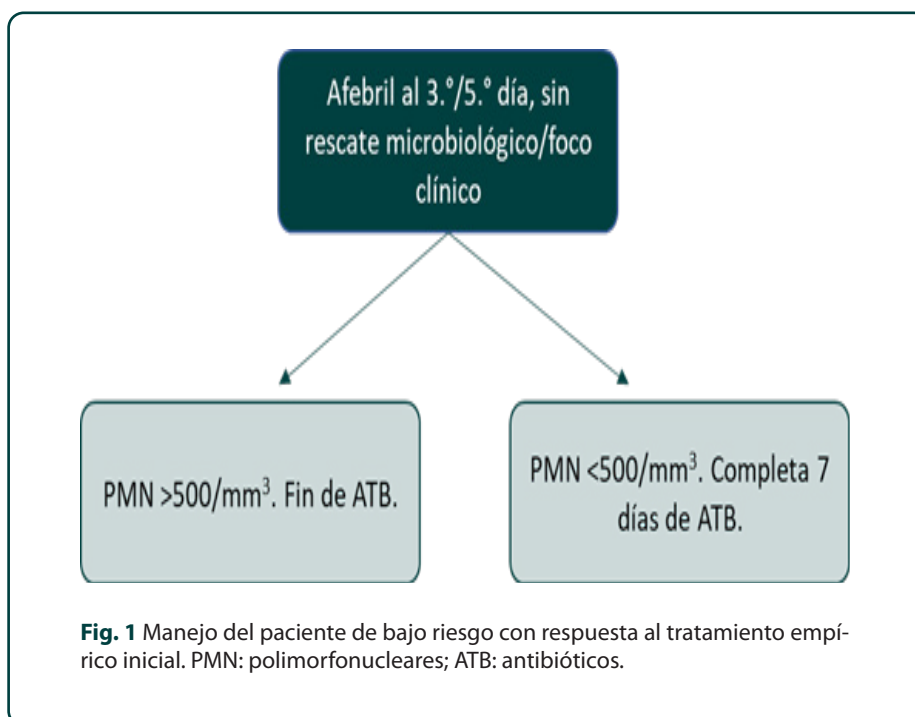 Afebril al 3.°/5.° día, sin
rescate microbiológico/foco
clínico
PMN >500/mm³. Fin de ATB.
PMN <500/mm³. Completa 7
días de ATB.
Fig. 1 Manejo del paciente de bajo riesgo con respuesta al tratamiento empí-
rico inicial. PMN: polimorfonucleares; ATB: antibióticos.